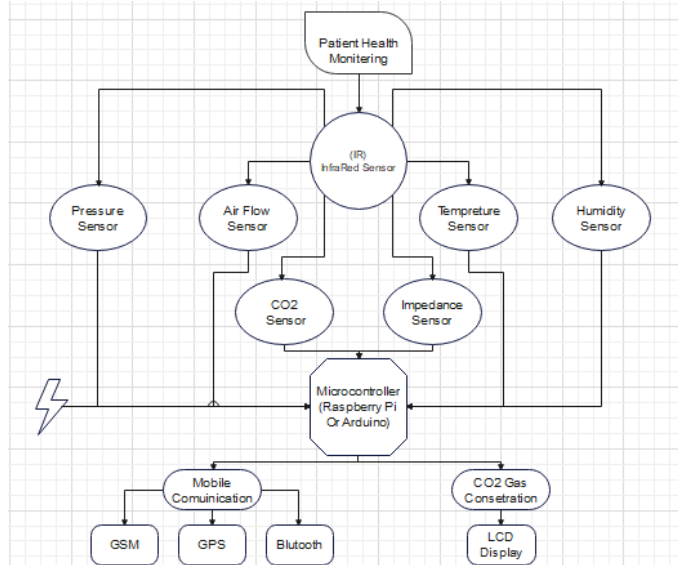 Patient Health
Monitering
(IR)
InfraRed Sensor
Pressure
Sensor
Air Flow
Sensor
Tempreture
Sensor
Humidity
Sensor
CO2
Sensor
Impedance
Sensor
Microcontroller
(Raspberry Pi
Or Arduino)
Mobile
Comuinication
CO2 Gas
Consetration
GSM
GPS
Blutooth
LCD
Display